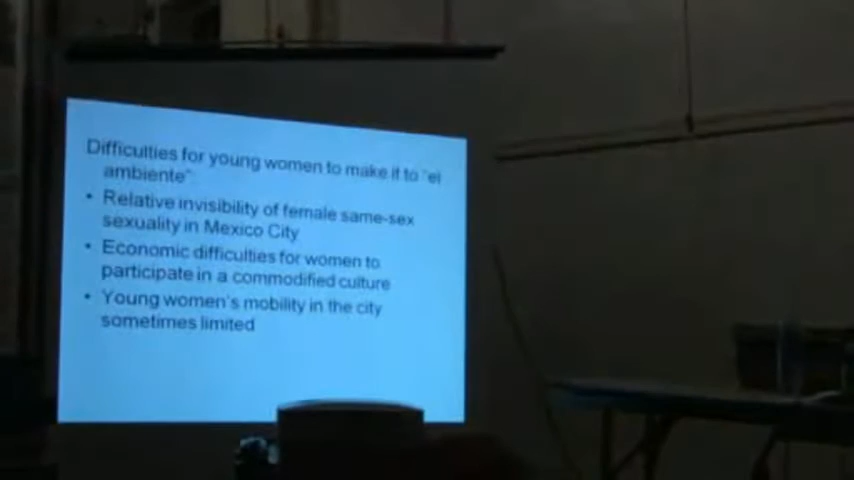 Difficulties for young women to make it to "el
ambiente":
• Relative invisibility of female same-sex
sexuality in Mexico City
• Economic difficulties for women to
participate in a commodified culture
• Young women's mobility in the city
sometimes limited